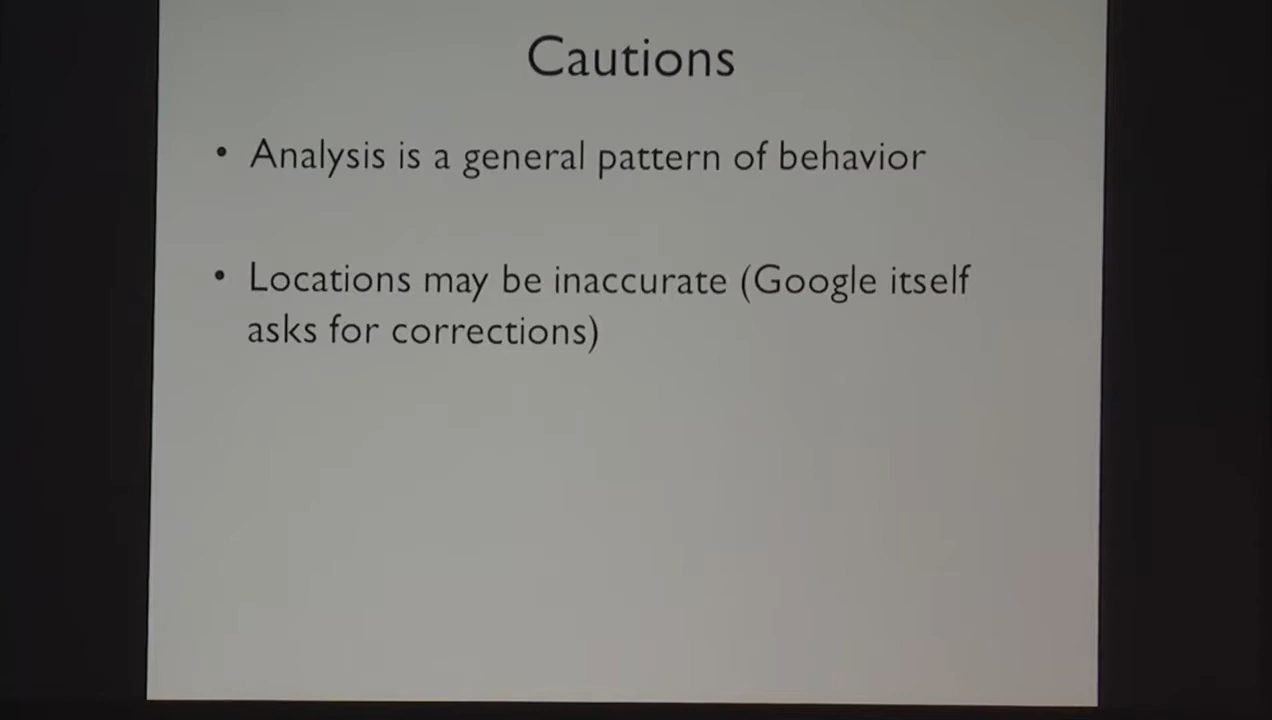 Cautions
• Analysis is a general pattern of behavior
• Locations may be inaccurate (Google itself
asks for corrections)